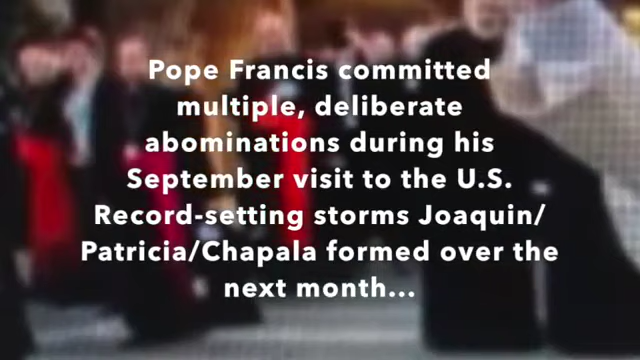 Pope Francis committed
multiple, deliberate
abominations during his
September visit to the U.S.
Record-setting storms Joaquin/
Patricia/Chapala formed over the
next month...